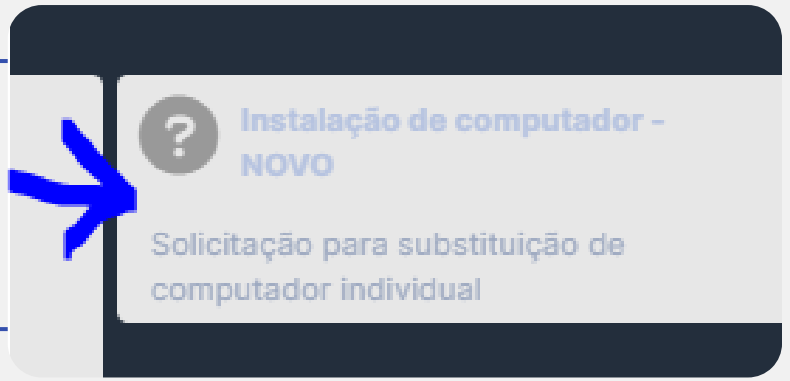 Instalação de computador -
NOVO
Solicitação para substituição de
computador individual